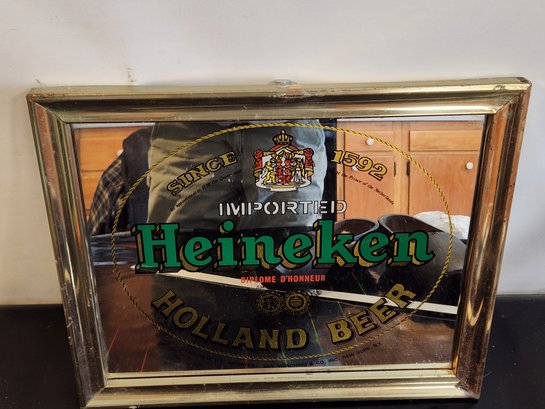 SINCE 1592
IMPORTED
Heineken
DIPLOME D'HONNEUR
HOLLAND BEER